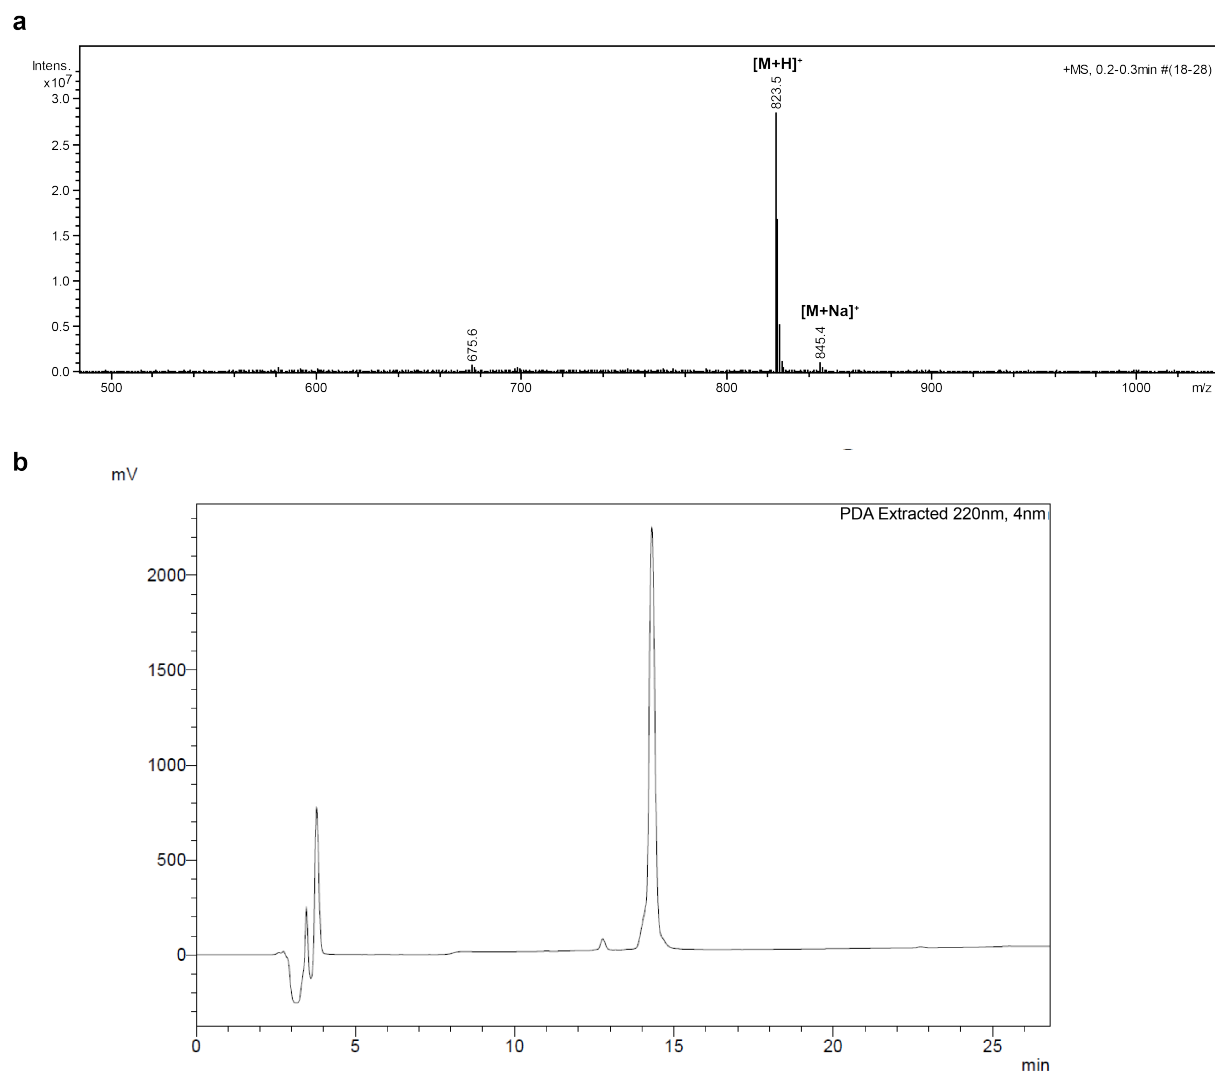 a
Intens.
x10⁷
3.0
2.5
2.0
1.5
1.0
0.5
0.0
[M+H]⁺
823.5
+MS, 0.2-0.3min #(18-28)
[M+Na]⁺
845.4
675.6
500 600 700 800 900 1000 m/z
b
mV
PDA Extracted 220nm, 4nm
2000
1500
1000
500
0
0 5 10 15 20 25
min